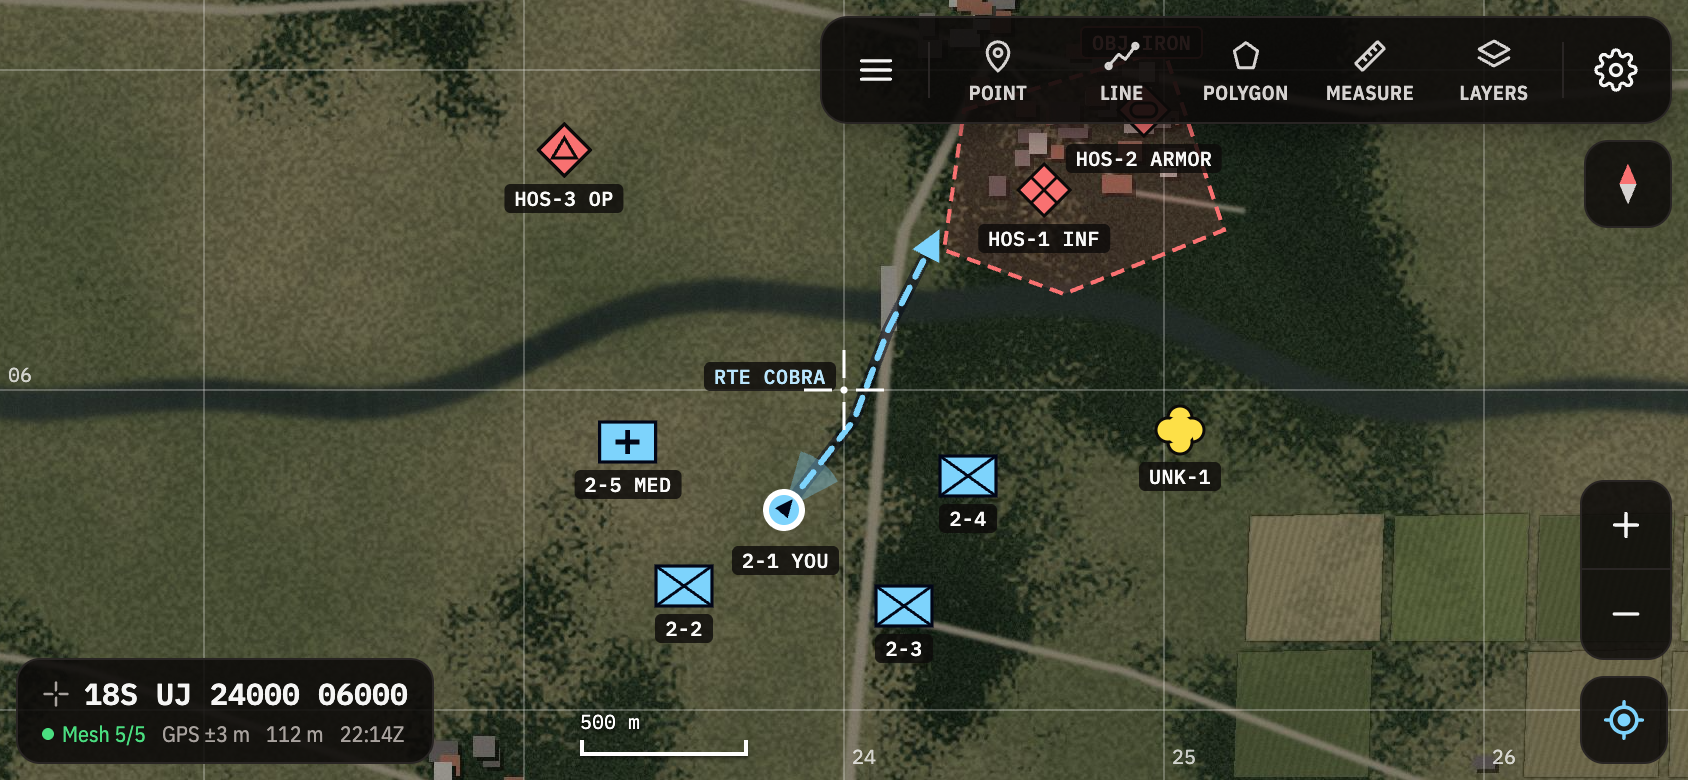 OBJ IRON
POINT
LINE
POLYGON
MEASURE
LAYERS
HOS-2 ARMOR
HOS-3 OP
HOS-1 INF
06
RTE COBRA
2-5 MED
UNK-1
2-4
2-1 YOU
2-2
2-3
18S UJ 24000 06000
Mesh 5/5 GPS ±3 m 112 m 22:14Z
500 m
24
25
26